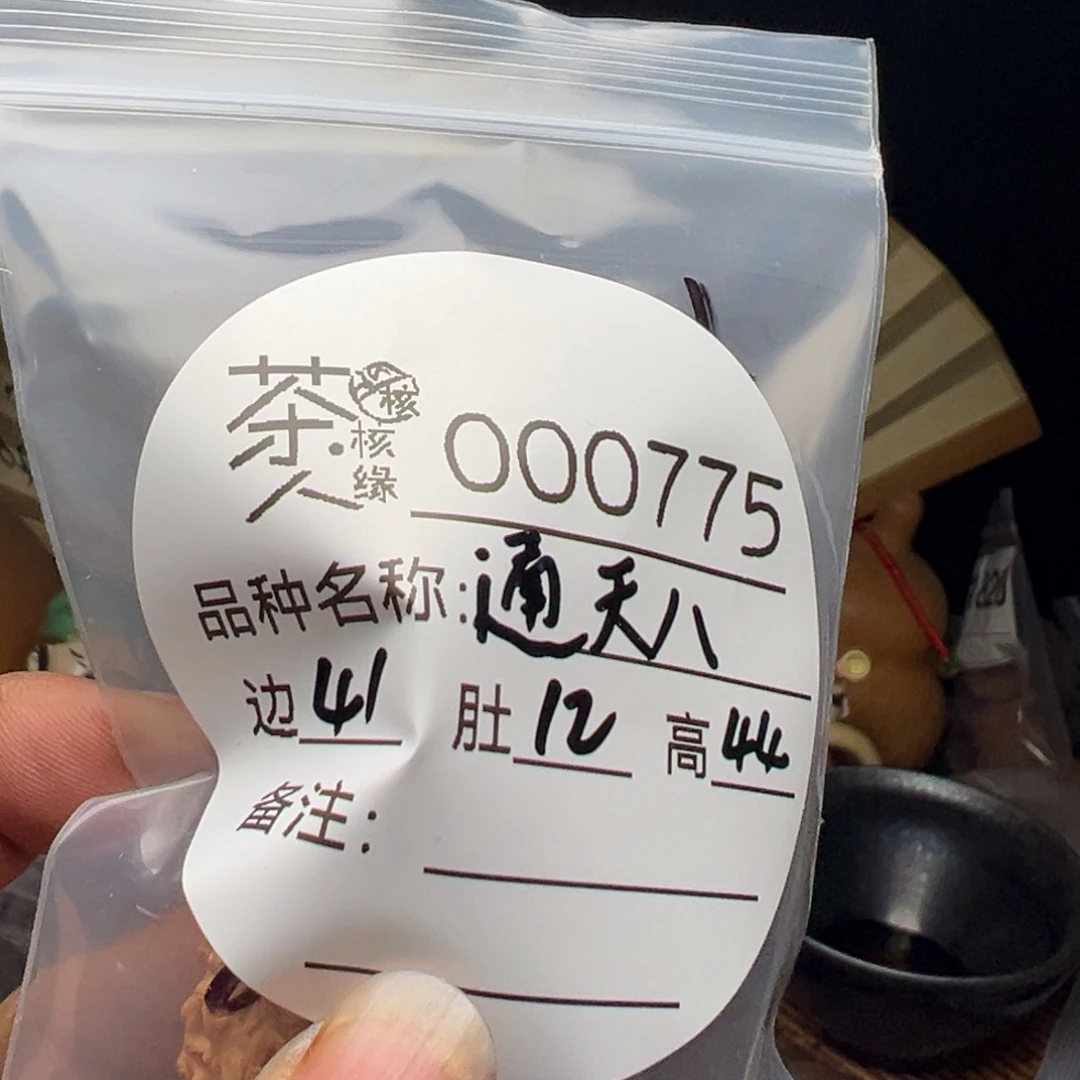 茶人
核缘
000775
品种名称:通天八
边41 肚12 高44
备注: